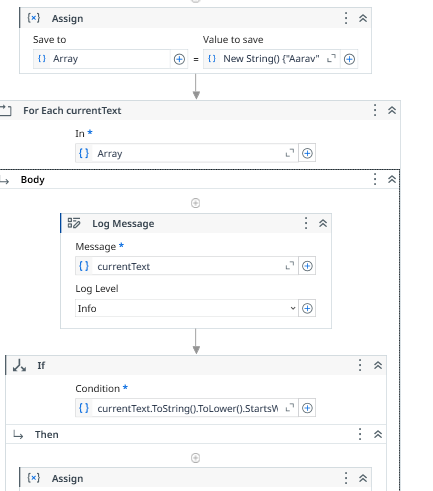 Assign
Save to
Value to save
Array
=
New String() {"Aarav"
For Each currentText
In *
Array
Body
Log Message
Message *
currentText
Log Level
Info
If
Condition *
currentText.ToString().ToLower().StartsW
Then
Assign